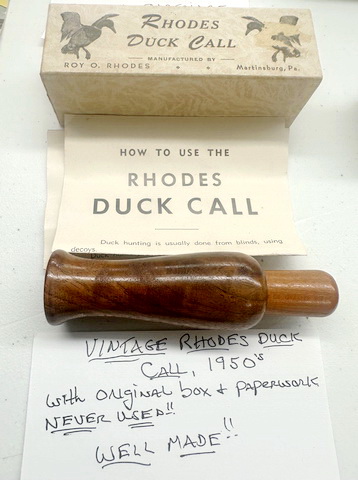 RHODES
DUCK CALL
MANUFACTURED BY
ROY O. RHODES Martinsburg, Pa.
HOW TO USE THE
RHODES
DUCK CALL
Duck hunting is usually done from blinds, using
decoys.
VINTAGE RHODES DUCK
CALL, 1950's
with ORIGINAL box & paperwork
NEVER USED!!
WELL MADE!!